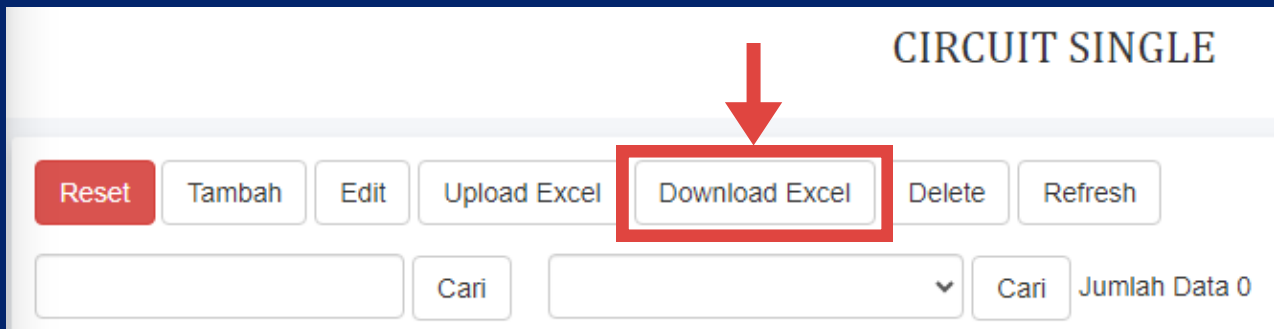 CIRCUIT SINGLE
Reset Tambah Edit Upload Excel Download Excel Delete Refresh
Cari Cari Jumlah Data 0